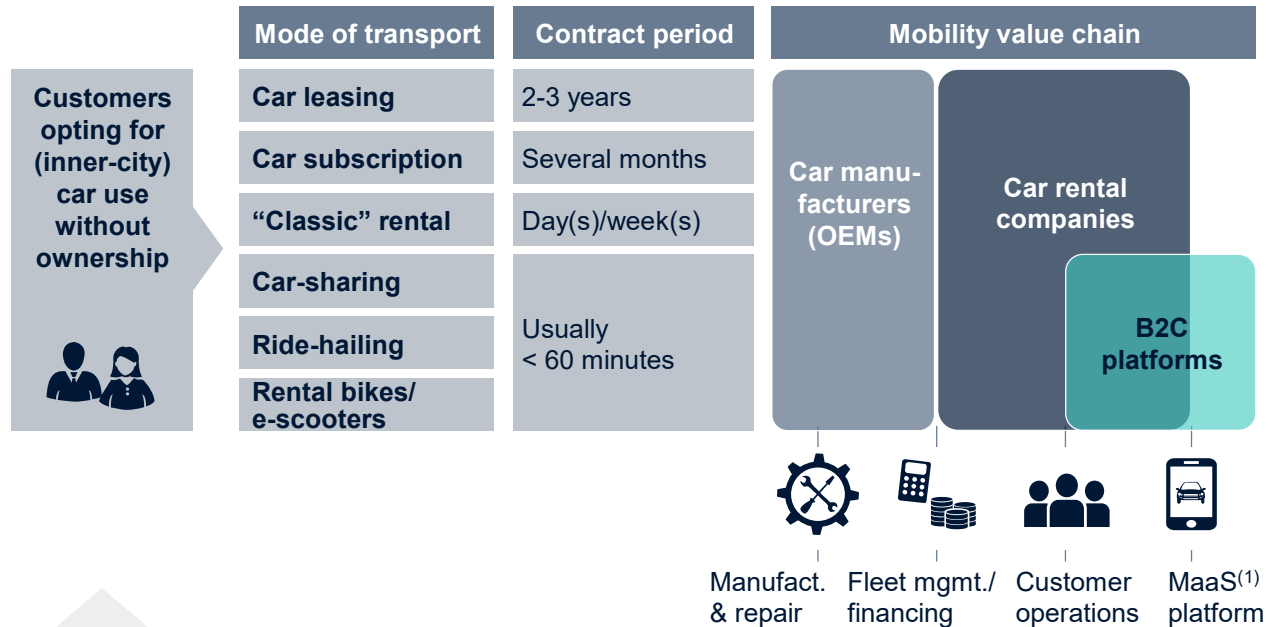 Mode of transport
Contract period
Mobility value chain
Customers
opting for
(inner-city)
car use
without
ownership
Car leasing
2-3 years
Car subscription
Several months
“Classic” rental
Day(s)/week(s)
Car-sharing
Ride-hailing
Rental bikes/
e-scooters
Usually
< 60 minutes
Car manu-
facturers
(OEMs)
Car rental
companies
B2C
platforms
Manufact.
& repair
Fleet mgmt./
financing
Customer
operations
MaaS(1)
platform